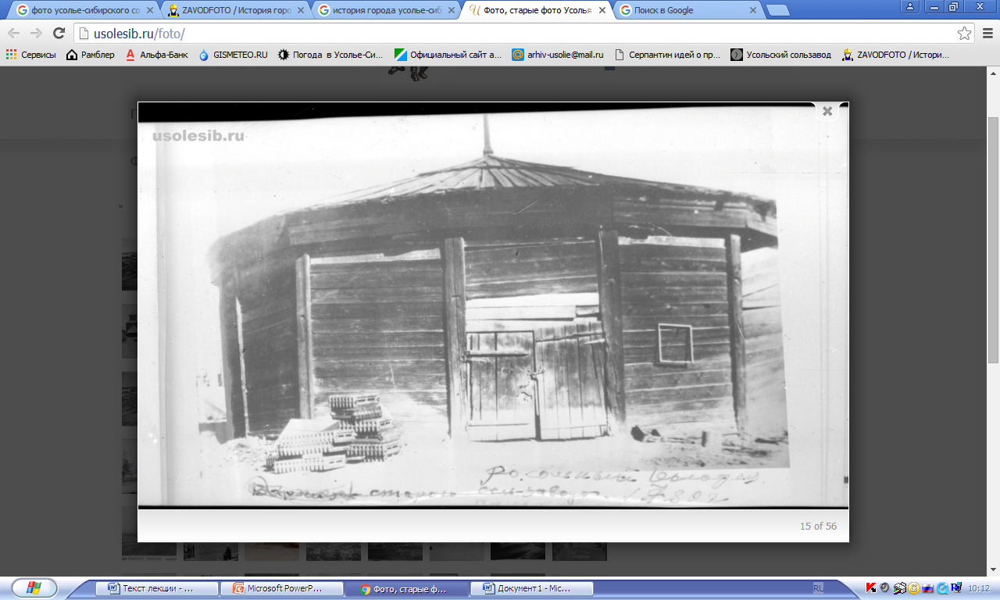 фото усолье-сибирского со
ZAVODFOTO / История горо
история города усолье-сиб
Фото, старые фото Усолья
Поиск в Google
usolesib.ru/foto/
Сервисы Рамблер Альфа-Банк GISMETEO.RU Погода в Усолье-Си... Официальный сайт а... arhiv-usolie@mail.ru Серпантин идей о пр... Усольский сользавод ZAVODFOTO / Истори...
usolesib.ru
Рассольный колодец
старого сользавода
15 of 56
Текст лекции - ... Microsoft PowerP... Фото, старые ф... Документ1 - Mic... RU 10:12